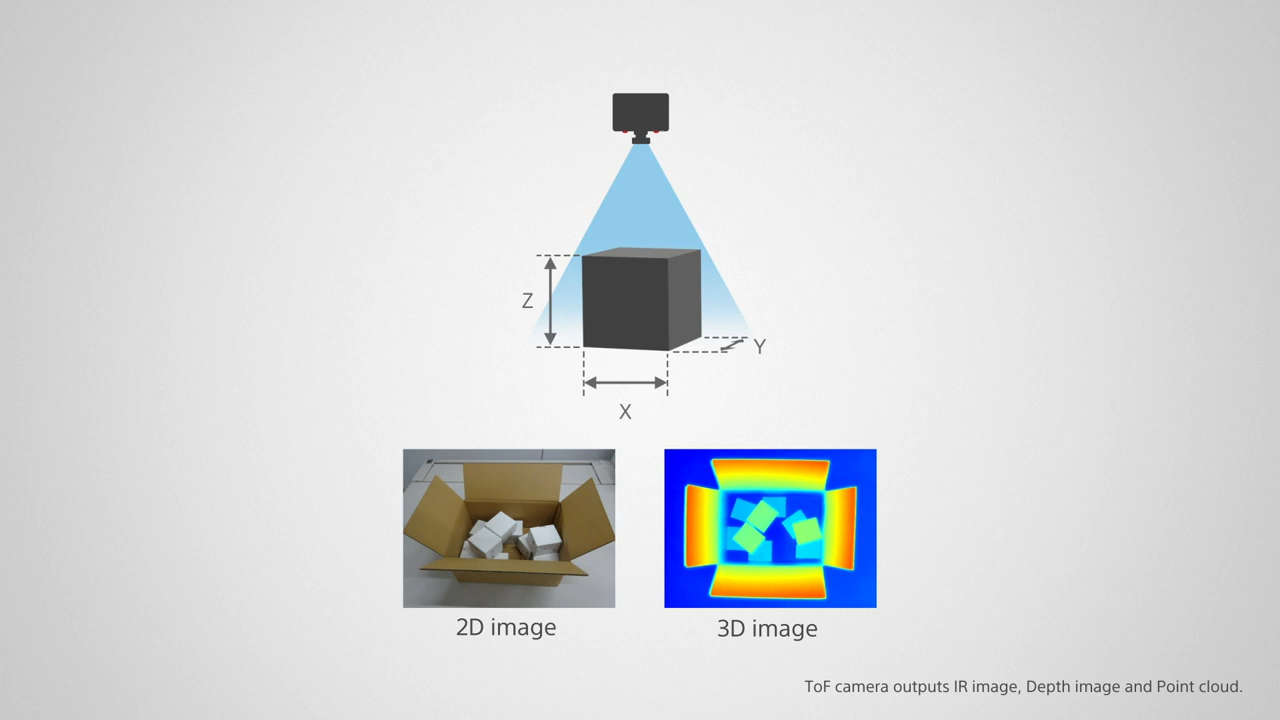 Z
Y
X
2D image
3D image
ToF camera outputs IR image, Depth image and Point cloud.